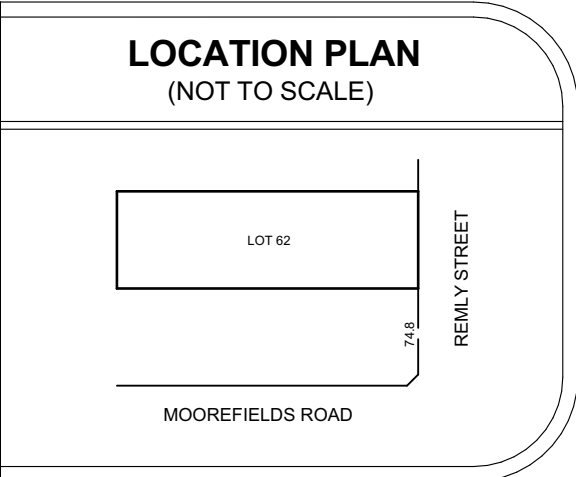 LOCATION PLAN
(NOT TO SCALE)
LOT 62
REMLY STREET
74.8
MOOREFIELDS ROAD